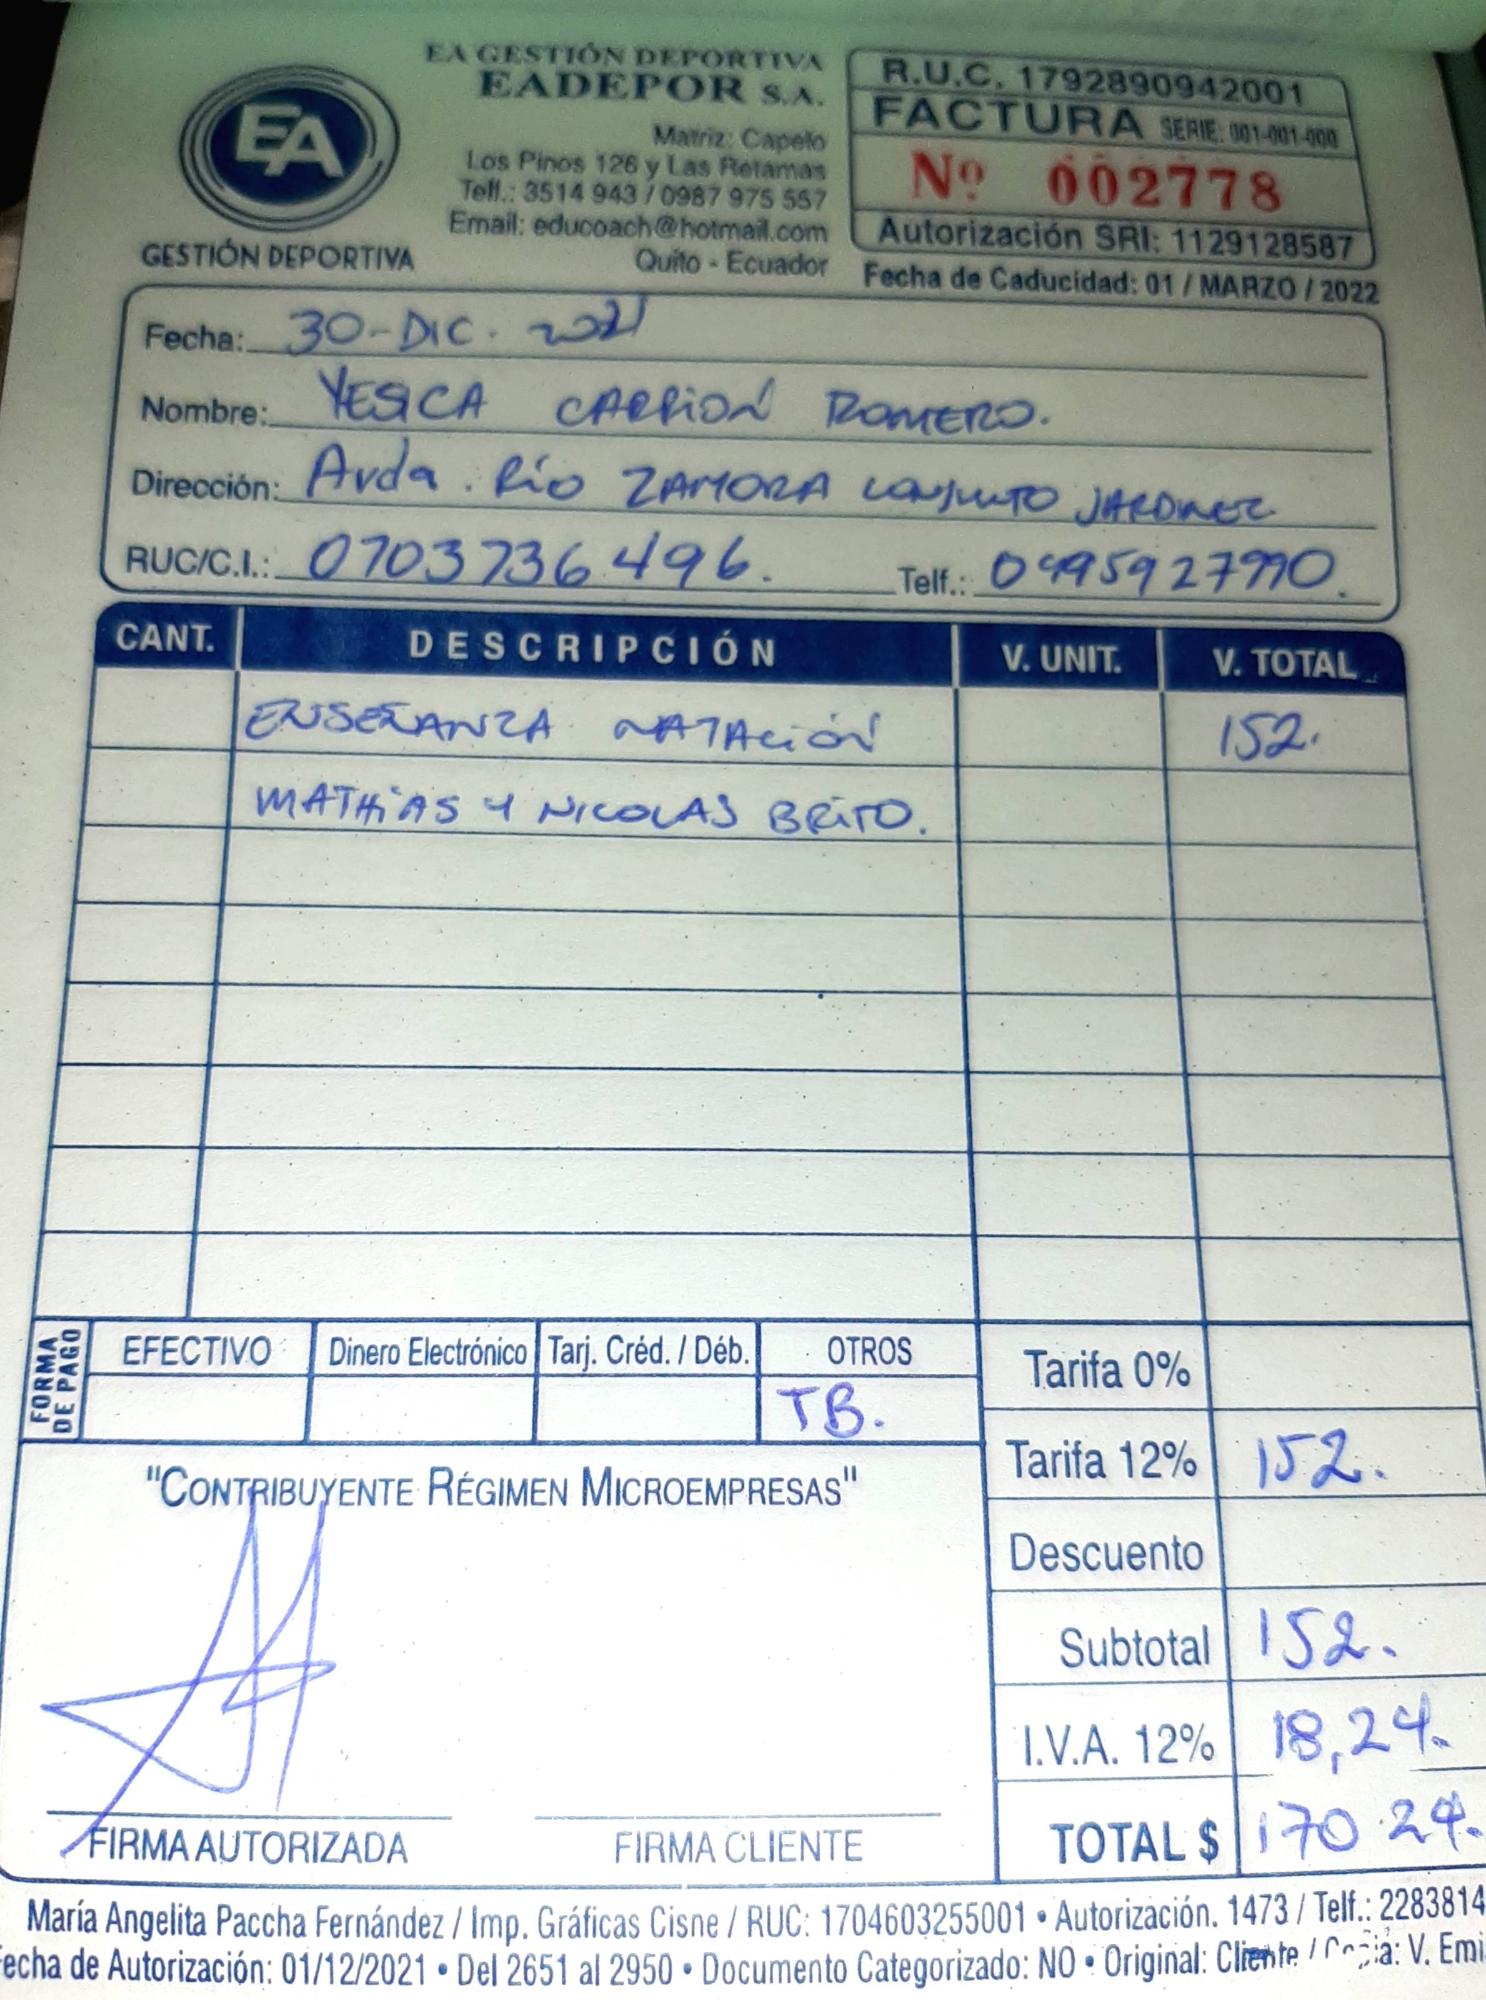 EA GESTIÓN DEPORTIVA
EADEPOR S.A.
EA
GESTIÓN DEPORTIVA
Matriz: Capelo
Los Pinos 126 y Las Retamas
Telf.: 3514 943 / 0987 975 557
Email: educoach@hotmail.com
Quito - Ecuador
R.U.C. 1792890942001
FACTURA SERIE: 001-001-000
Nº 002778
Autorización SRI: 1129128587
Fecha de Caducidad: 01 / MARZO / 2022
Fecha: 30-DIC. 2021
Nombre: YESICA CARRION ROMERO.
Dirección: Avda. Río ZAMORA CONJUNTO JARDINEZ
RUC/C.I.: 0703736496. Telf.: 0995927990.
CANT. DESCRIPCIÓN V. UNIT. V. TOTAL
ENSEÑANZA NATACIÓN 152.
MATHIAS Y NICOLAS BRITO.
FORMA DE PAGO
EFECTIVO Dinero Electrónico Tarj. Créd. / Déb. OTROS
TB.
Tarifa 0%
Tarifa 12% 152.
Descuento
Subtotal 152.
I.V.A. 12% 18,24.
TOTAL $ 170 24.
"CONTRIBUYENTE RÉGIMEN MICROEMPRESAS"
FIRMA AUTORIZADA FIRMA CLIENTE
María Angelita Paccha Fernández / Imp. Gráficas Cisne / RUC: 1704603255001 • Autorización. 1473 / Telf.: 2283814
echa de Autorización: 01/12/2021 • Del 2651 al 2950 • Documento Categorizado: NO • Original: Cliente / Copia: V. Emi